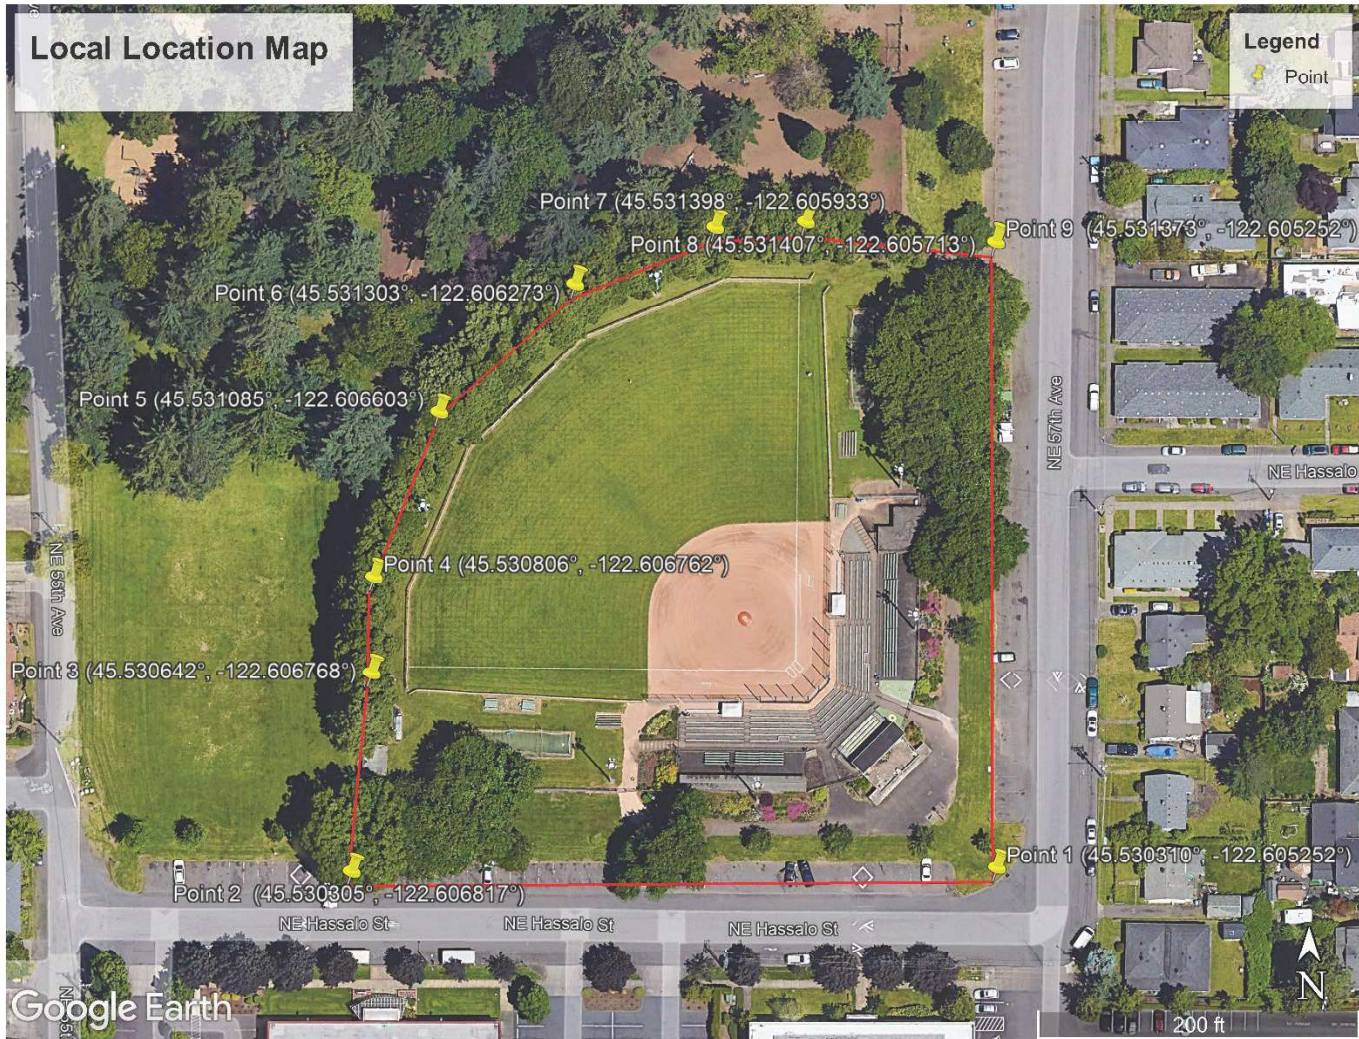 Local Location Map
Legend
Point
Point 7 (45.531398°, -122.605933°)
Point 8 (45.531407° -122.605713°)
Point 9 (45.531373° -122.605252°)
Point 6 (45.531303°, -122.606273°)
Point 5 (45.531085° -122.606603°)
NE 57th Ave
NE Hassalo
NE 55th Ave
Point 4 (45.530806°, -122.606762°)
Point 3 (45.530642°, -122.606768°)
Point 1 (45.530310° -122.605252°)
Point 2 (45.530305° -122.606817°)
NE Hassalo St
NE Hassalo St
NE Hassalo St
Google Earth
N
200 ft